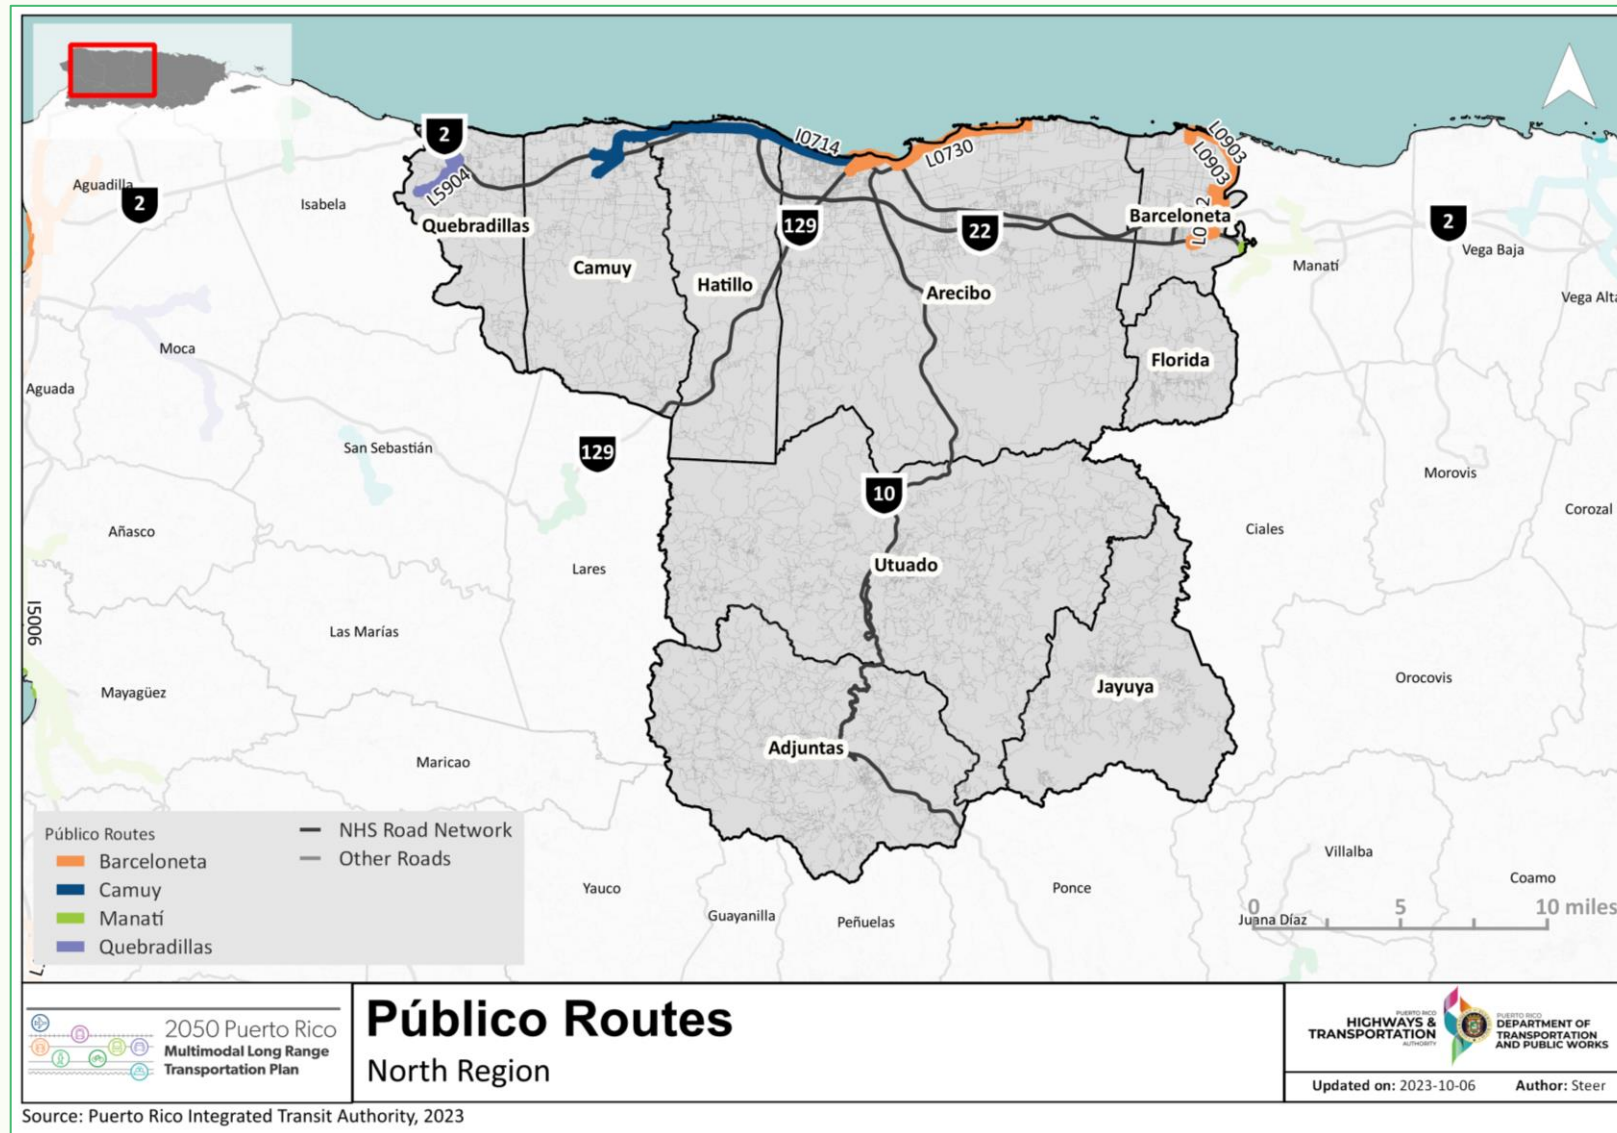 2
I0714
L0730
L0903
L0903
L5904
Aguadilla
2
Isabela
Quebradillas
129
22
Barceloneta
2
Vega Baja
Camuy
Hatillo
Arecibo
Manatí
Vega Alta
Moca
Florida
Aguada
San Sebastián
129
10
Morovis
Corozal
Añasco
Ciales
Lares
Utuado
I5006
Las Marías
Mayagüez
Jayuya
Orocovis
Maricao
Adjuntas
Público Routes
Barceloneta
Camuy
Manatí
Quebradillas
NHS Road Network
Other Roads
Yauco
Guayanilla
Peñuelas
Ponce
Villalba
Coamo
Juana Díaz
0 5 10 miles
2050 Puerto Rico
Multimodal Long Range
Transportation Plan
Público Routes
North Region
PUERTO RICO
HIGHWAYS &
TRANSPORTATION
AUTHORITY
PUERTO RICO
DEPARTMENT OF
TRANSPORTATION
AND PUBLIC WORKS
Updated on: 2023-10-06 Author: Steer
Source: Puerto Rico Integrated Transit Authority, 2023